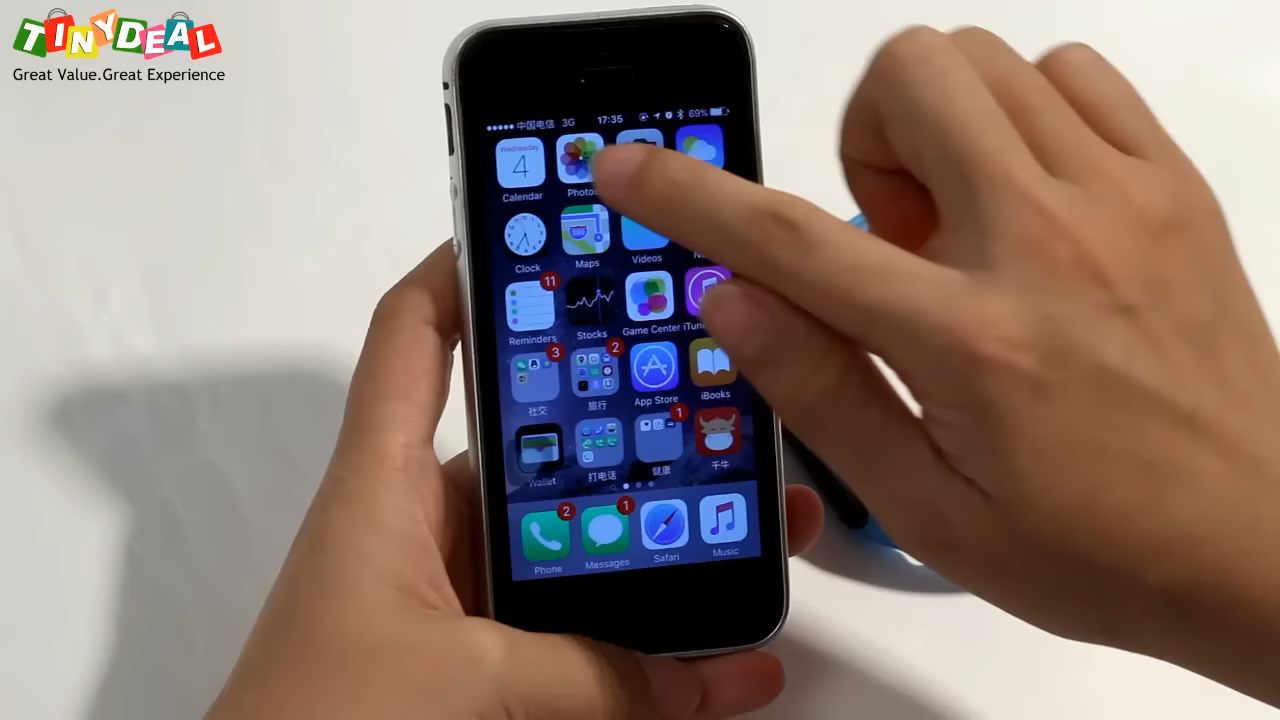 TINYDEAL
Great Value.Great Experience
中国电信 3G 17:35 69%
Wednesday
4
Calendar
Photos
Clock
Maps
Videos
11
Reminders
Stocks
Game Center
3
社交
2
旅行
App Store
iBooks
Wallet
打电话
1
健康
千牛
2
Phone
1
Messages
Safari
Music